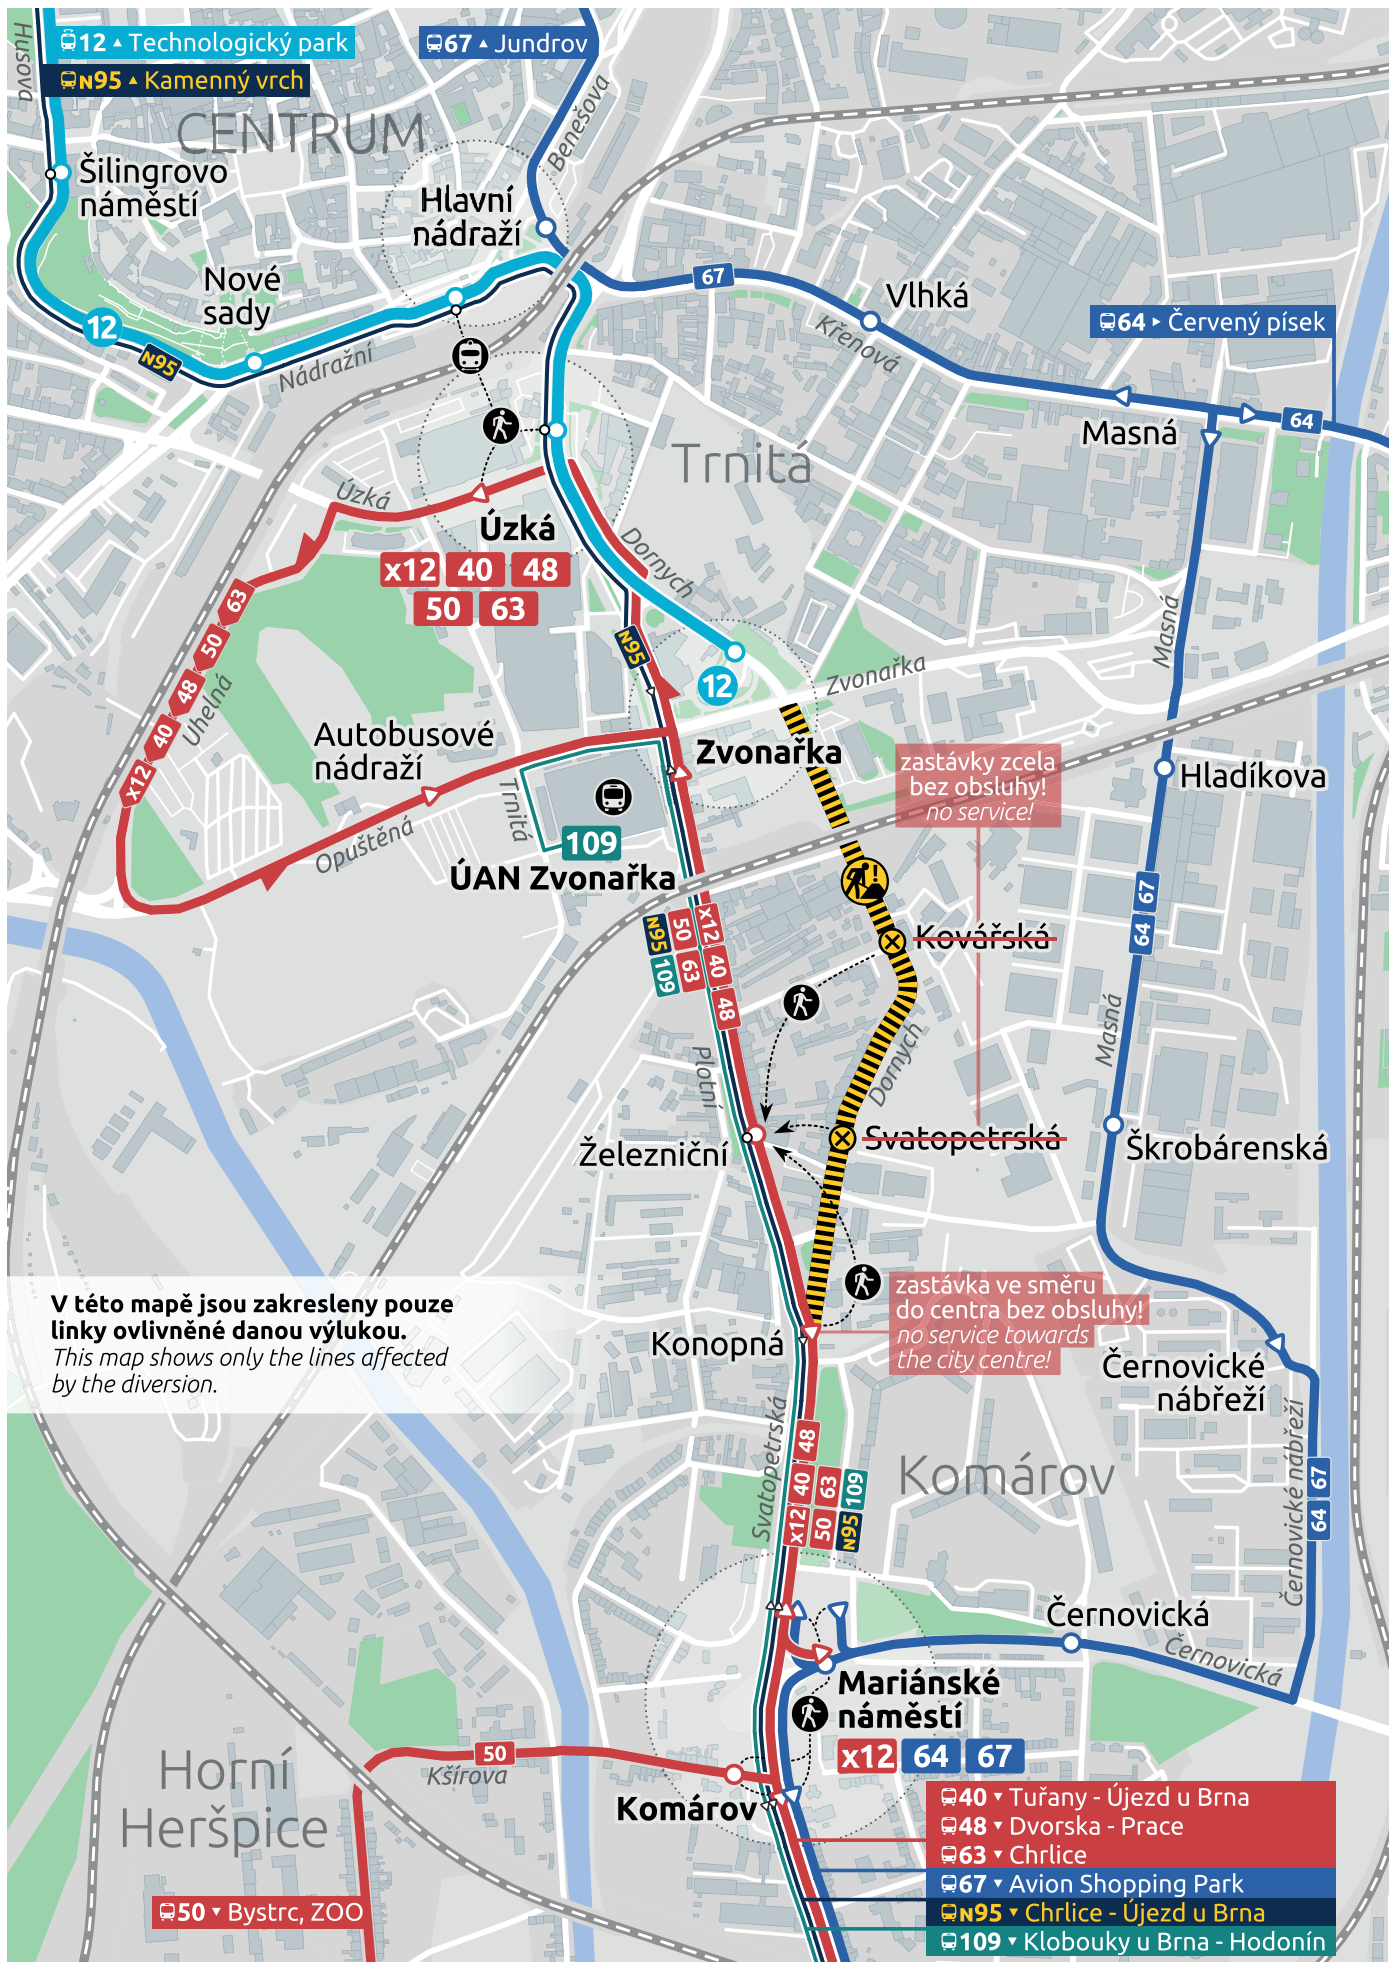 Husova
12 ▲ Technologický park
N95 ▲ Kamenný vrch
67 ▲ Jundrov
CENTRUM
Benešova
Šilingrovo
náměstí
Hlavní
nádraží
Nové
sady
12
N95
Nádražní
67
Vlhká
Křenová
64 ▸ Červený písek
Masná
64
Trnitá
Úzká
Úzká
x12 40 48
50 63
Dornych
63
50
48
40
x12
Uhelná
N95
12
Zvonařka
Masná
Autobusové
nádraží
Zvonařka
Trnitá
109
ÚAN Zvonařka
Opuštěná
zastávky zcela
bez obsluhy!
no service!
Hladíkova
67
64
N95 50 x12
109 63 40
48
Kovářská
Plotní
Dornych
Masná
Železniční
Svatopetrská
Škrobárenská
V této mapě jsou zakresleny pouze
linky ovlivněné danou výlukou.
This map shows only the lines affected
by the diversion.
Konopná
zastávka ve směru
do centra bez obsluhy!
no service towards
the city centre!
Černovické
nábřeží
Svatopetrská
48
40 63 109
x12 50 N95
Komárov
Černovické nábřeží
67
64
Černovická
Černovická
Mariánské
náměstí
x12 64 67
Horní
Heršpice
50
Kšírova
Komárov
50 ▼ Bystrc, ZOO
40 ▼ Tuřany - Újezd u Brna
48 ▼ Dvorska - Prace
63 ▼ Chrlice
67 ▼ Avion Shopping Park
N95 ▼ Chrlice - Újezd u Brna
109 ▼ Klobouky u Brna - Hodonín